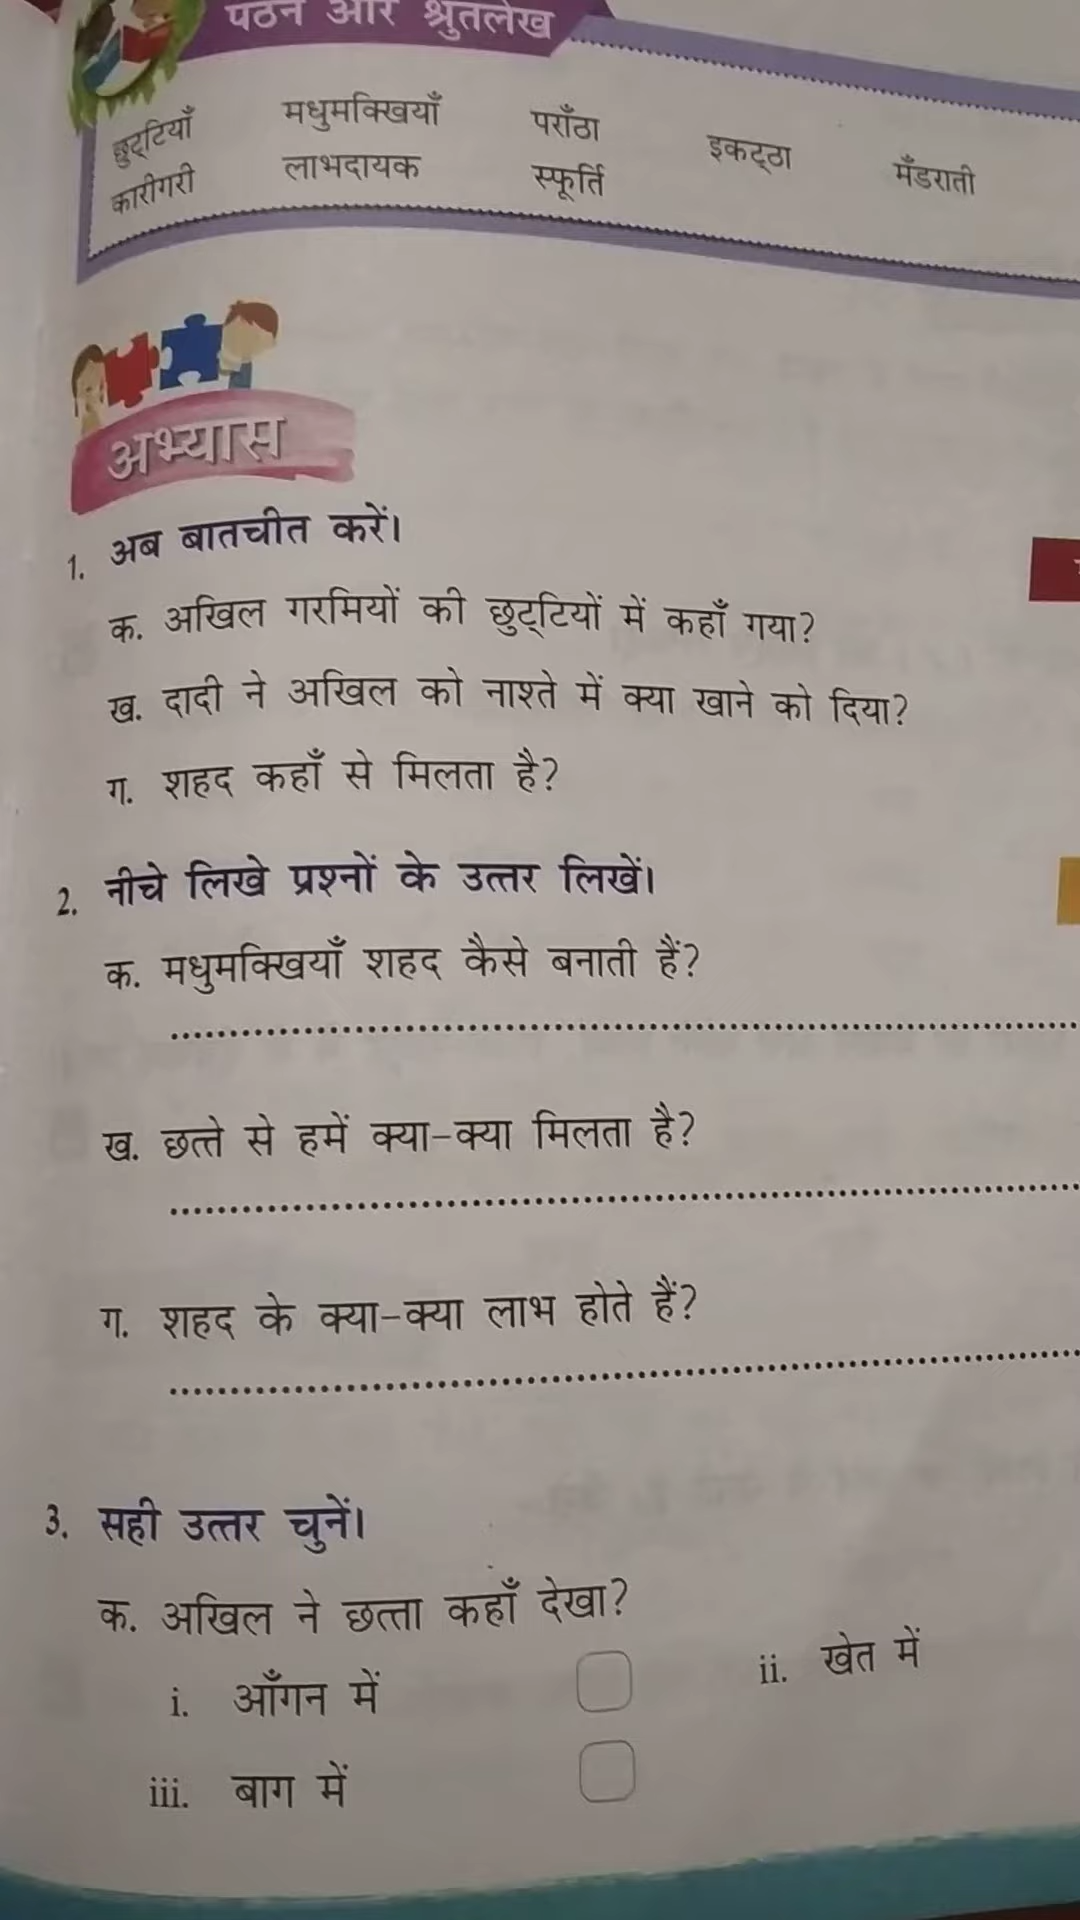 पठन और श्रुतलेख
छुट्टियाँ मधुमक्खियाँ पराँठा इकट्ठा मँडराती
कारीगरी लाभदायक स्फूर्ति
अभ्यास
1. अब बातचीत करें।
क. अखिल गरमियों की छुट्टियों में कहाँ गया?
ख. दादी ने अखिल को नाश्ते में क्या खाने को दिया?
ग. शहद कहाँ से मिलता है?
2. नीचे लिखे प्रश्नों के उत्तर लिखें।
क. मधुमक्खियाँ शहद कैसे बनाती हैं?
ख. छत्ते से हमें क्या-क्या मिलता है?
ग. शहद के क्या-क्या लाभ होते हैं?
3. सही उत्तर चुनें।
क. अखिल ने छत्ता कहाँ देखा?
i. आँगन में ii. खेत में
iii. बाग में